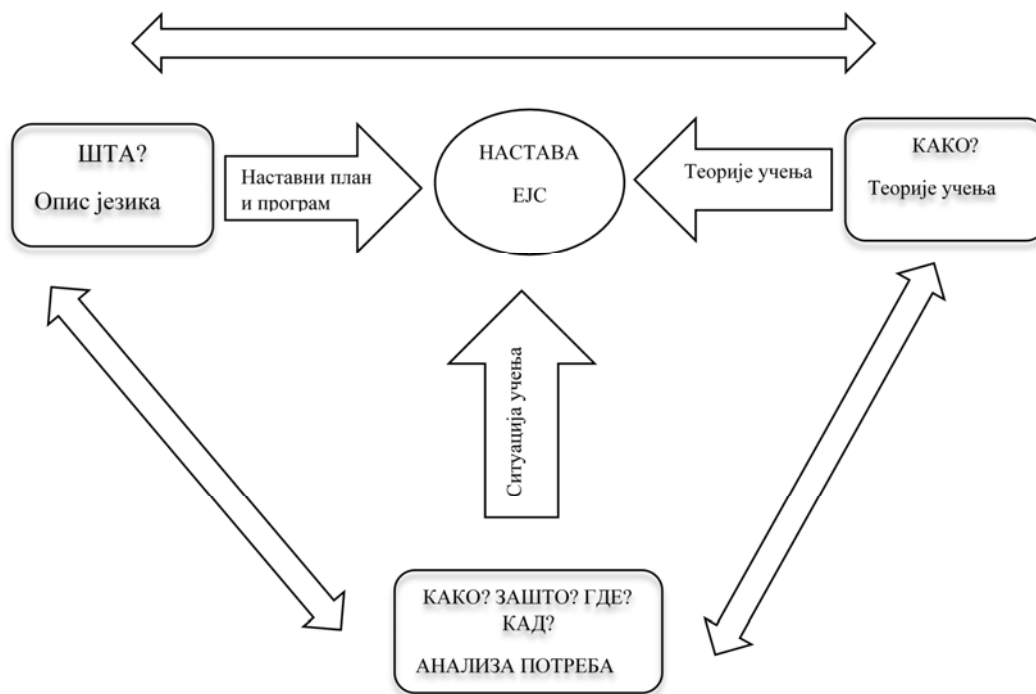 ШТА?
Опис језика
Наставни план
и програм
НАСТАВА
ЕЈС
Теорије учења
КАКО?
Теорије учења
Ситуација учења
КАКО? ЗАШТО? ГДЕ?
КАД?
АНАЛИЗА ПОТРЕБА